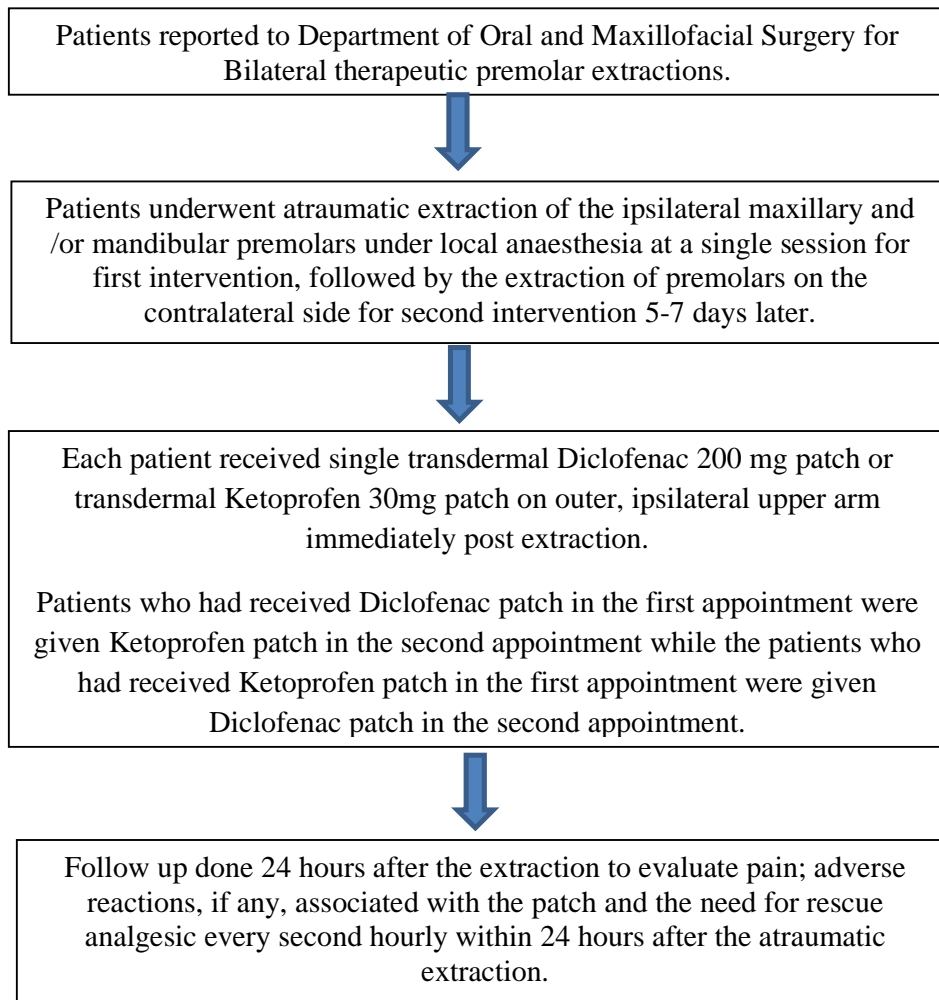 Patients reported to Department of Oral and Maxillofacial Surgery for
Bilateral therapeutic premolar extractions.
Patients underwent atraumatic extraction of the ipsilateral maxillary and
/or mandibular premolars under local anaesthesia at a single session for
first intervention, followed by the extraction of premolars on the
contralateral side for second intervention 5-7 days later.
Each patient received single transdermal Diclofenac 200 mg patch or
transdermal Ketoprofen 30mg patch on outer, ipsilateral upper arm
immediately post extraction.
Patients who had received Diclofenac patch in the first appointment were
given Ketoprofen patch in the second appointment while the patients who
had received Ketoprofen patch in the first appointment were given
Diclofenac patch in the second appointment.
Follow up done 24 hours after the extraction to evaluate pain; adverse
reactions, if any, associated with the patch and the need for rescue
analgesic every second hourly within 24 hours after the atraumatic
extraction.